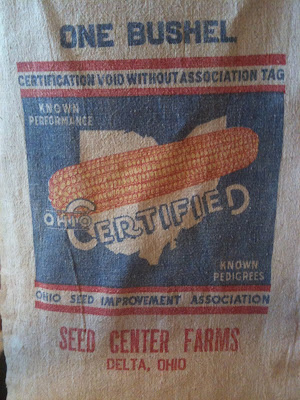 ONE BUSHEL
CERTIFICATION VOID WITHOUT ASSOCIATION TAG
KNOWN
PERFORMANCE
OHIO
CERTIFIED
KNOWN
PEDIGREES
OHIO SEED IMPROVEMENT ASSOCIATION
SEED CENTER FARMS
DELTA, OHIO